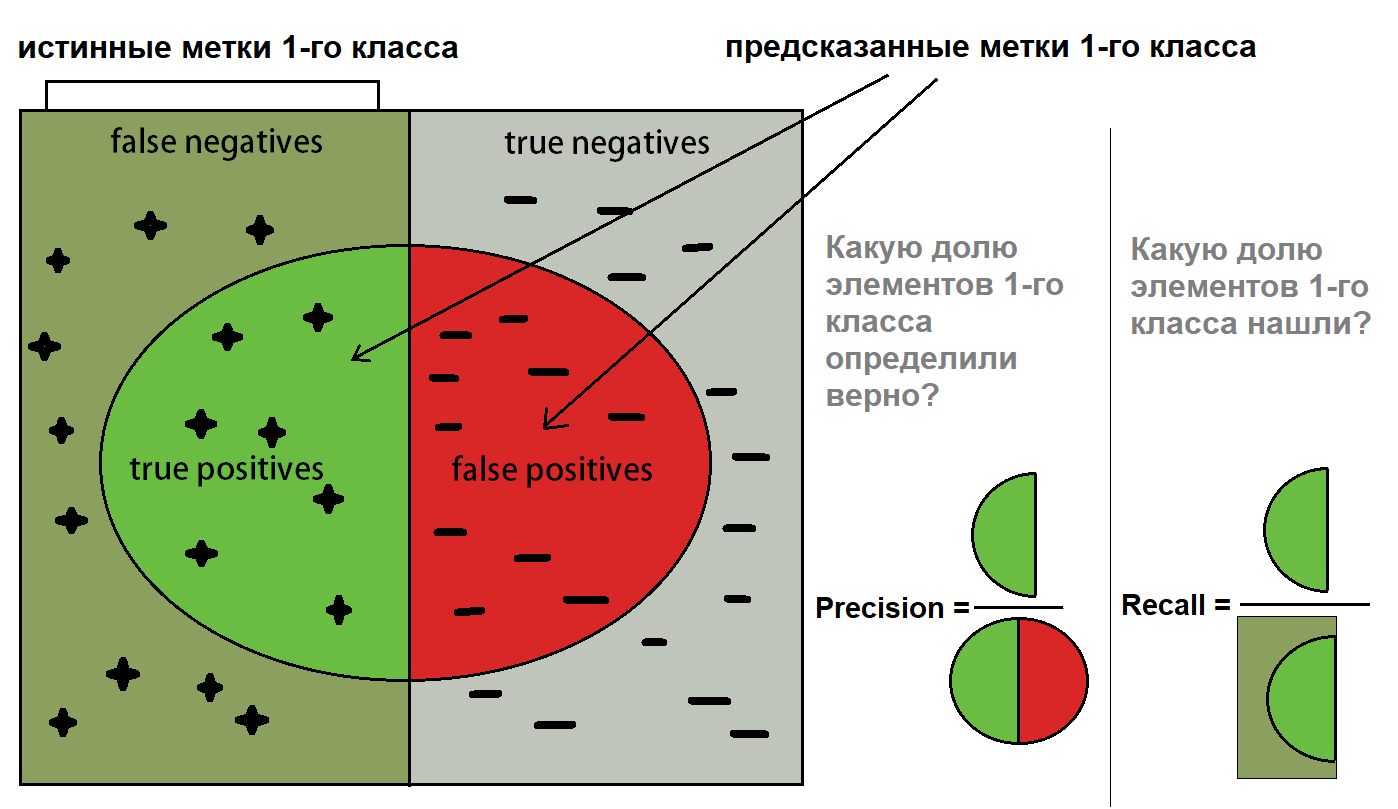 истинные метки 1-го класса
предсказанные метки 1-го класса
false negatives
true negatives
true positives
false positives
Какую долю
элементов 1-го
класса
определили
верно?
Precision =
Какую долю
элементов 1-го
класса нашли?
Recall =